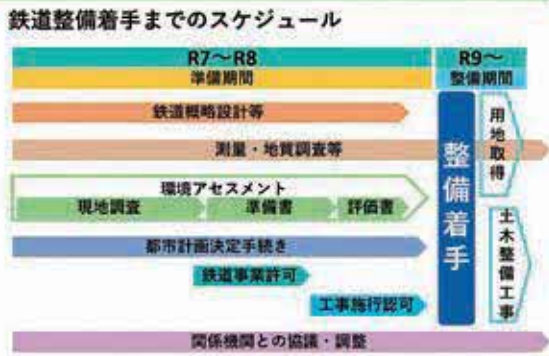 鉄道整備着手までのスケジュール
R7～R8
準備期間
R9～
整備期間
鉄道概略設計等
測量・地質調査等
環境アセスメント
現地調査
準備書
評価書
都市計画決定手続き
鉄道事業許可
工事施行認可
関係機関との協議・調整
整備着手
用地取得
土木整備工事